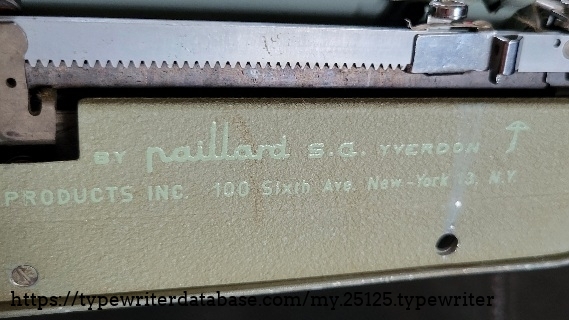 BY paillard S.A. YVERDON
PRODUCTS INC. 100 Sixth Ave. New-York 13, N.Y.
https://typewriterdatabase.com/my.25125.typewriter